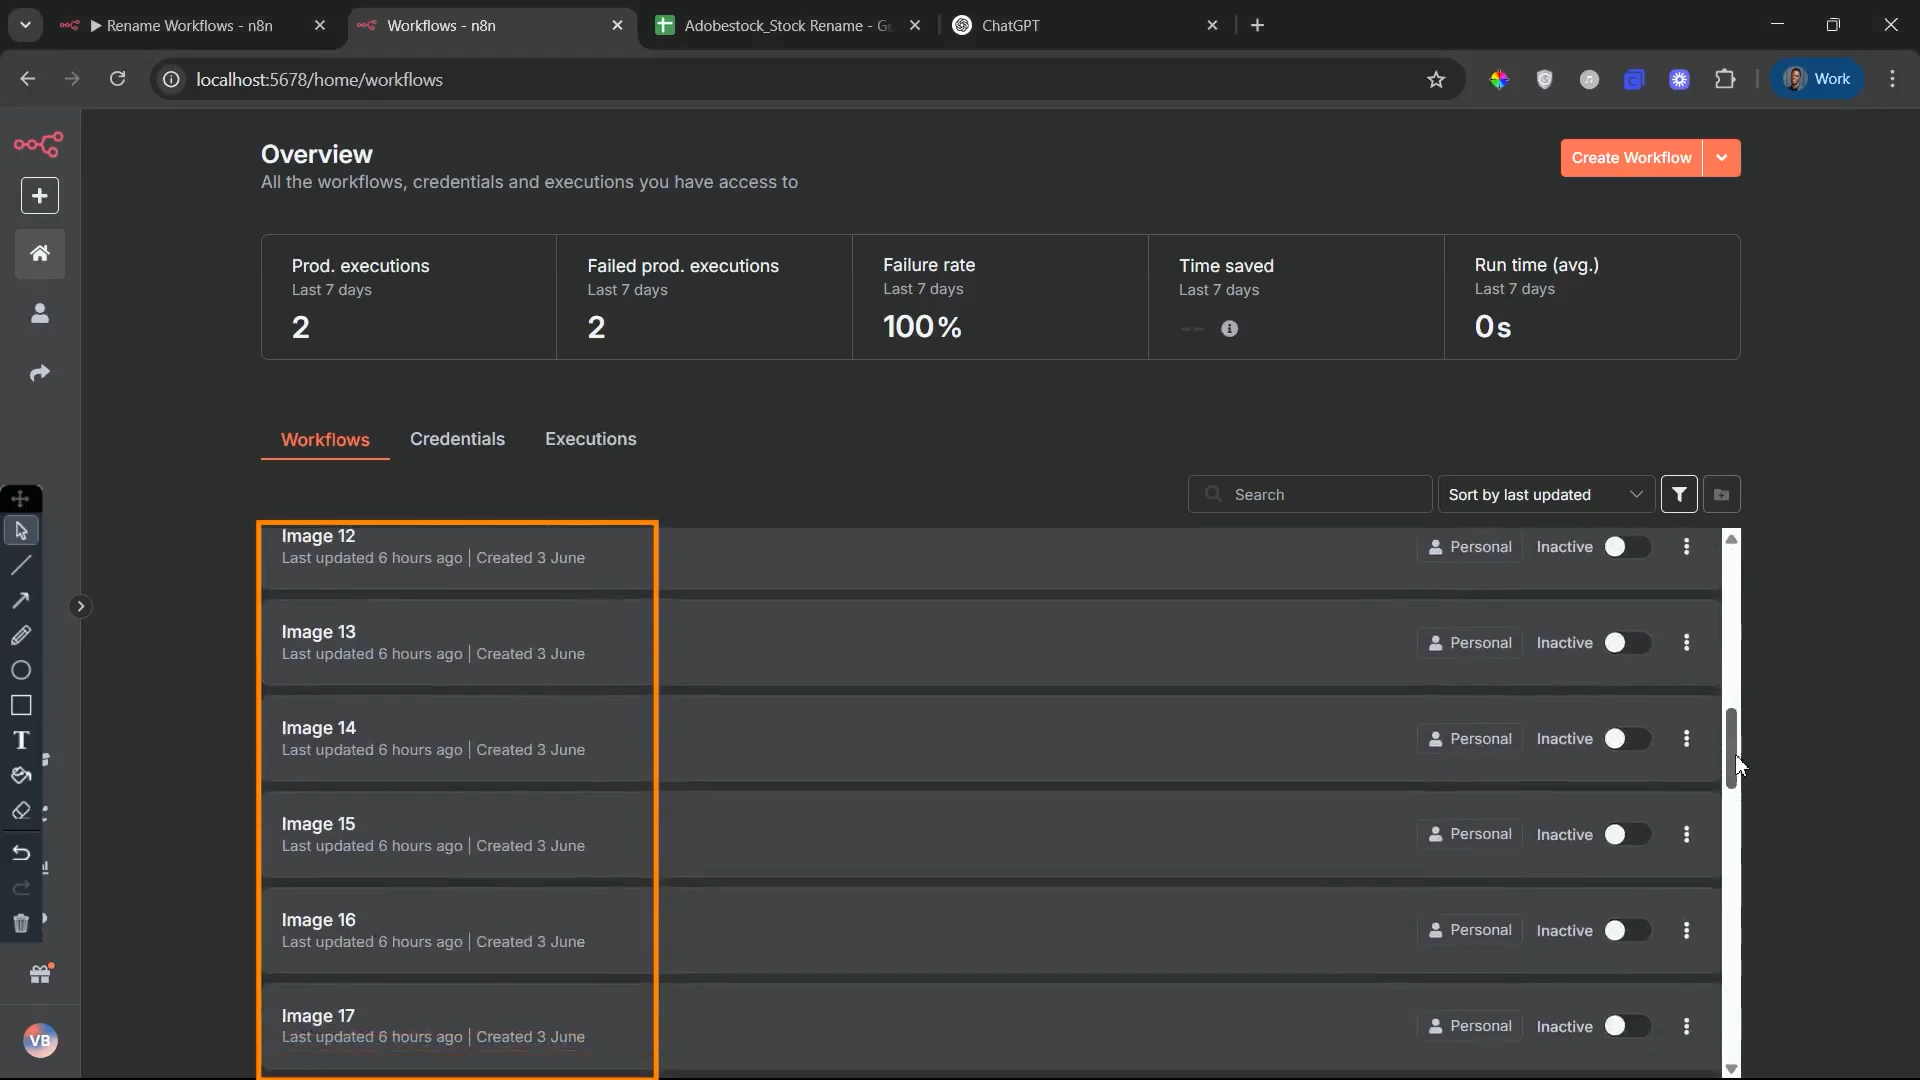 ▶ Rename Workflows - n8n
Workflows - n8n
Adobestock_Stock Rename - Go
ChatGPT
localhost:5678/home/workflows
Work
Overview
All the workflows, credentials and executions you have access to
Create Workflow
Prod. executions
Last 7 days
2
Failed prod. executions
Last 7 days
2
Failure rate
Last 7 days
100%
Time saved
Last 7 days
--
Run time (avg.)
Last 7 days
0s
Workflows
Credentials
Executions
Search
Sort by last updated
Image 12
Last updated 6 hours ago | Created 3 June
Personal
Inactive
Image 13
Last updated 6 hours ago | Created 3 June
Personal
Inactive
Image 14
Last updated 6 hours ago | Created 3 June
Personal
Inactive
Image 15
Last updated 6 hours ago | Created 3 June
Personal
Inactive
Image 16
Last updated 6 hours ago | Created 3 June
Personal
Inactive
Image 17
Last updated 6 hours ago | Created 3 June
Personal
Inactive
T
VB